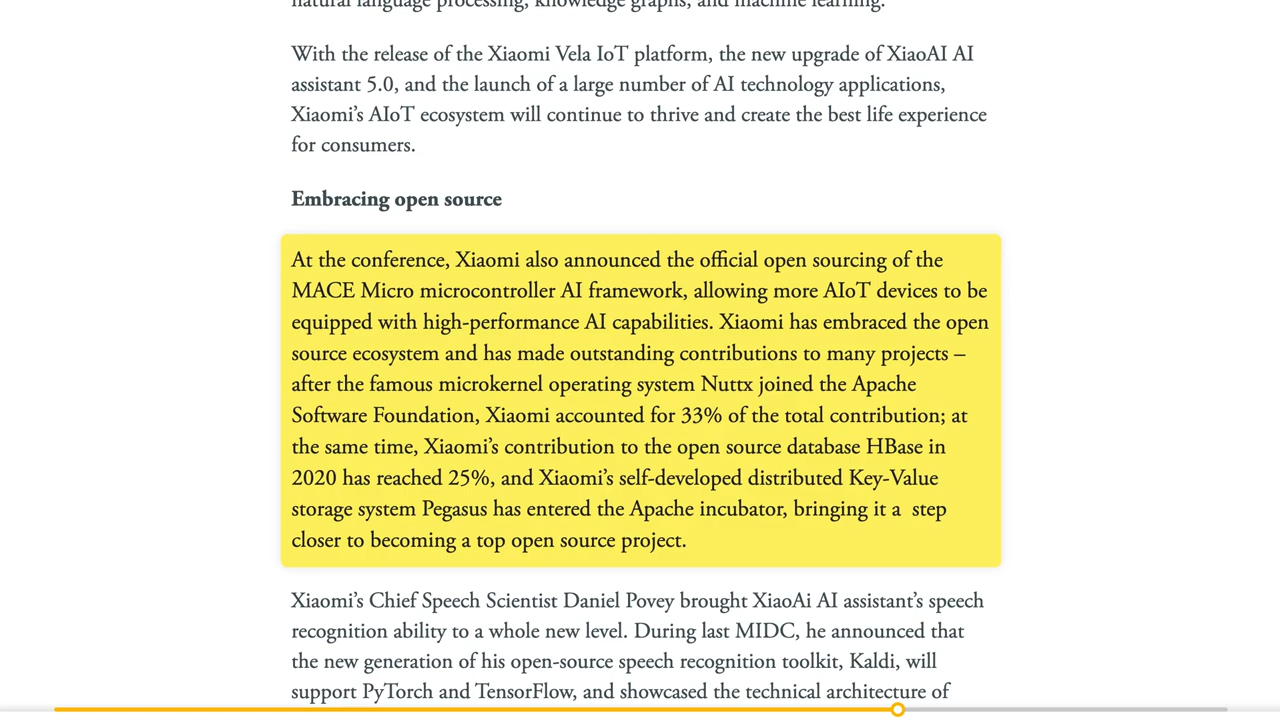 natural language processing, knowledge graphs, and machine learning.
With the release of the Xiaomi Vela IoT platform, the new upgrade of XiaoAI AI
assistant 5.0, and the launch of a large number of AI technology applications,
Xiaomi’s AIoT ecosystem will continue to thrive and create the best life experience
for consumers.
Embracing open source
At the conference, Xiaomi also announced the official open sourcing of the
MACE Micro microcontroller AI framework, allowing more AIoT devices to be
equipped with high-performance AI capabilities. Xiaomi has embraced the open
source ecosystem and has made outstanding contributions to many projects –
after the famous microkernel operating system Nuttx joined the Apache
Software Foundation, Xiaomi accounted for 33% of the total contribution; at
the same time, Xiaomi’s contribution to the open source database HBase in
2020 has reached 25%, and Xiaomi’s self-developed distributed Key-Value
storage system Pegasus has entered the Apache incubator, bringing it a  step
closer to becoming a top open source project.
Xiaomi’s Chief Speech Scientist Daniel Povey brought XiaoAi AI assistant’s speech
recognition ability to a whole new level. During last MIDC, he announced that
the new generation of his open-source speech recognition toolkit, Kaldi, will
support PyTorch and TensorFlow, and showcased the technical architecture of